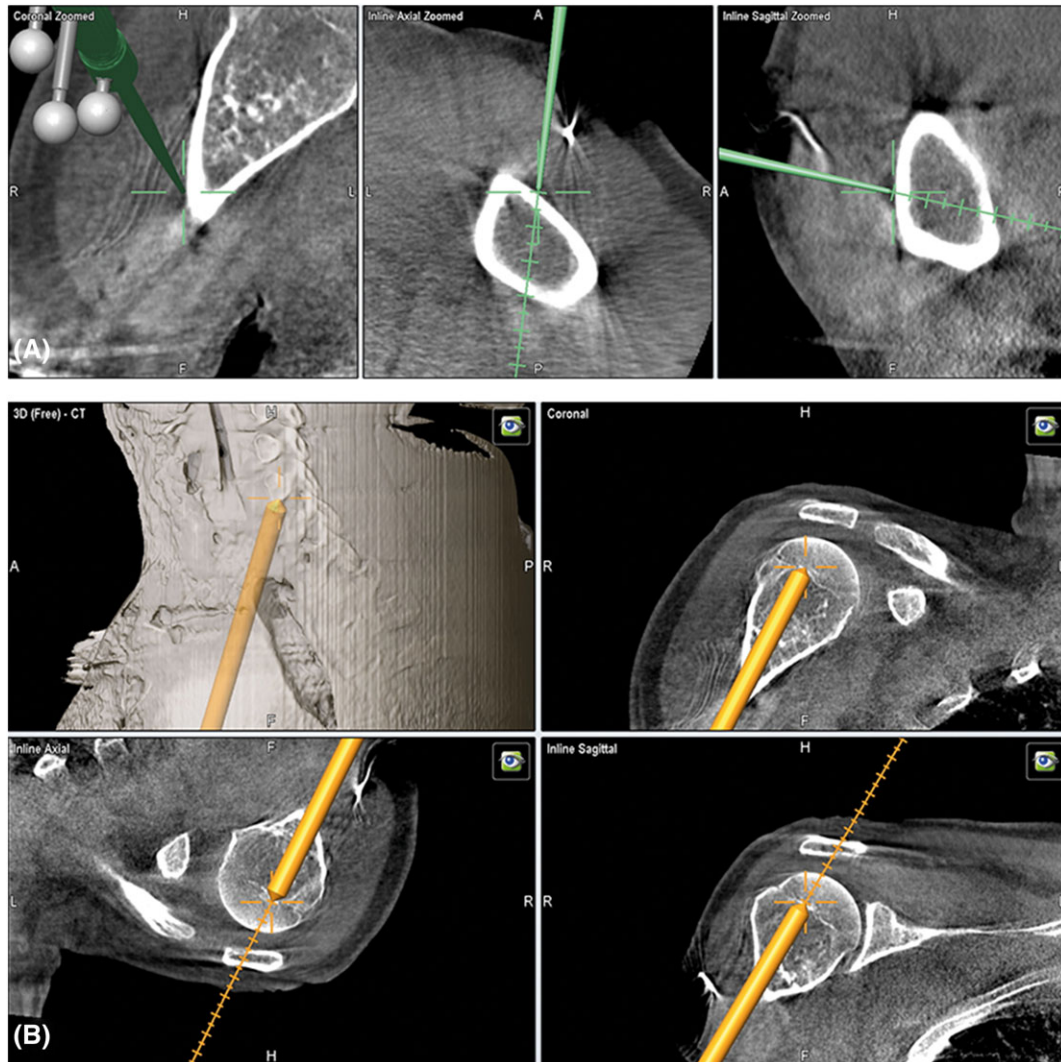 Coronal Zoomed
H
R
L
F
(A)
Inline Axial Zoomed
A
L
R
P
Inline Sagittal Zoomed
H
A
F
3D (Free) - CT
H
A
P
F
Coronal
H
R
F
Inline Axial
F
L
R
H
(B)
Inline Sagittal
H
R
F